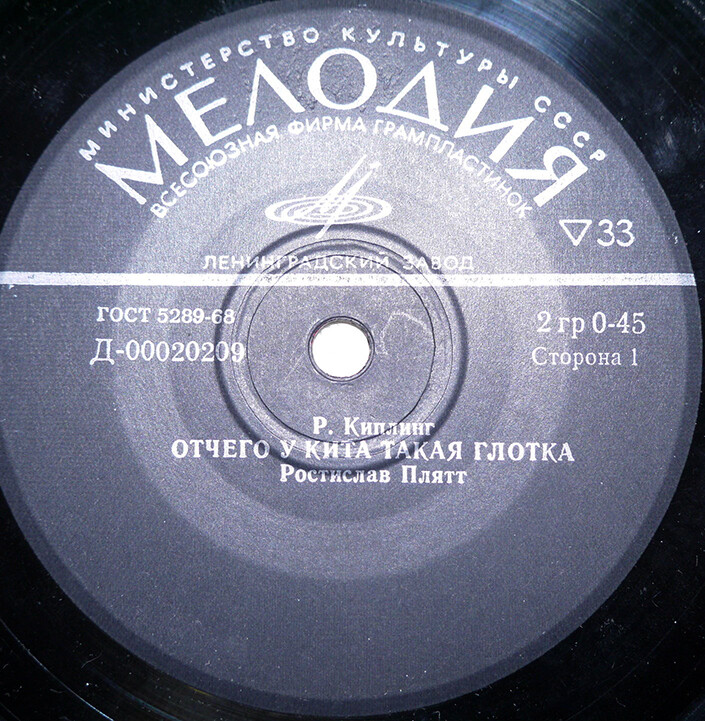 МИНИСТЕРСТВО КУЛЬТУРЫ СССР
МЕЛОДИЯ
ВСЕСОЮЗНАЯ ФИРМА ГРАМПЛАСТИНОК
▽33
ЛЕНИНГРАДСКИЙ ЗАВОД
ГОСТ 5289-68
2 гр 0-45
Д-00020209
Сторона 1
Р. Киплинг
ОТЧЕГО У КИТА ТАКАЯ ГЛОТКА
Ростислав Плятт